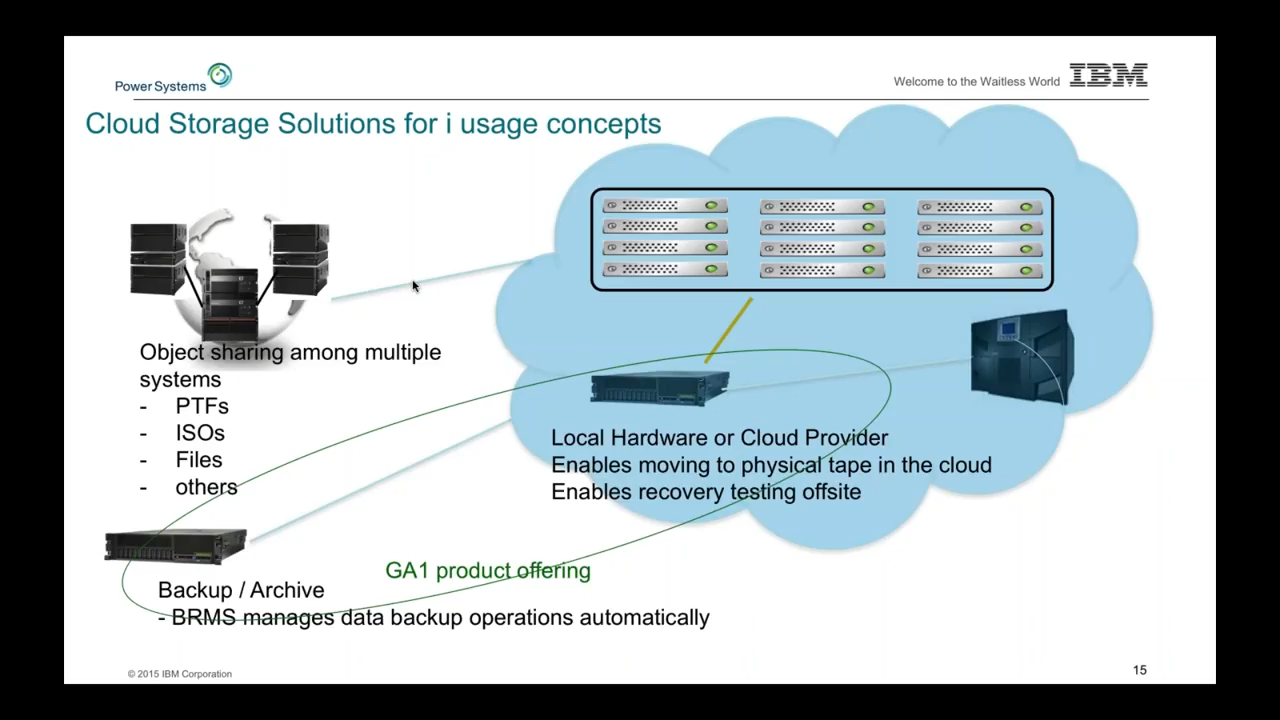 Power Systems
Welcome to the Waitless World
IBM
Cloud Storage Solutions for i usage concepts
Object sharing among multiple
systems
- PTFs
- ISOs
- Files
- others
Local Hardware or Cloud Provider
Enables moving to physical tape in the cloud
Enables recovery testing offsite
GA1 product offering
Backup / Archive
- BRMS manages data backup operations automatically
© 2015 IBM Corporation
15